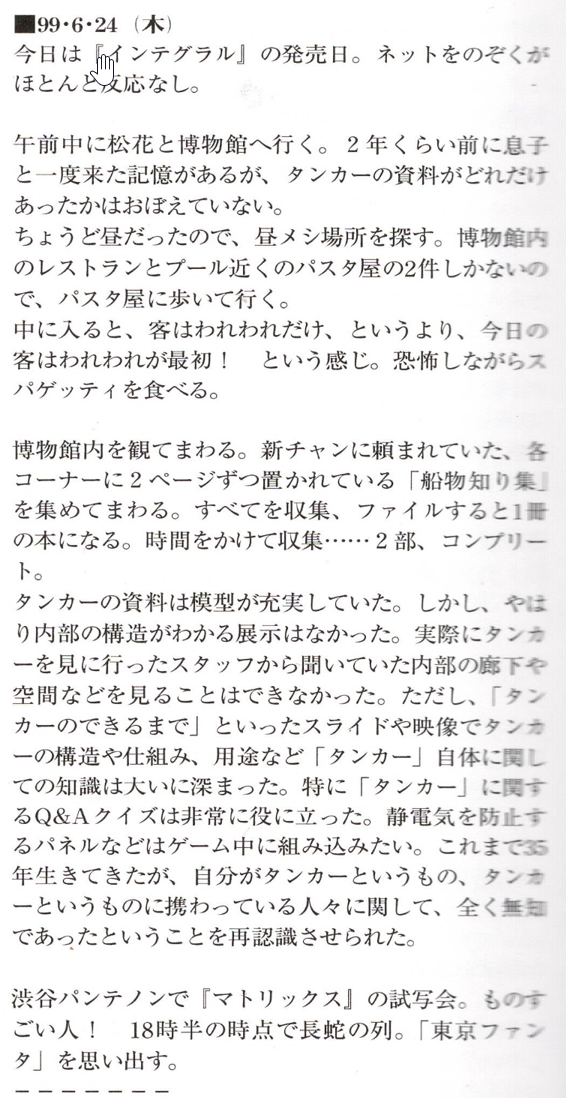 ■99・6・24（木）
今日は『インテグラル』の発売日。ネットをのぞくが
ほとんど反応なし。
午前中に松花と博物館へ行く。２年くらい前に息子
と一度来た記憶があるが、タンカーの資料がどれだけ
あったかはおぼえていない。
ちょうど昼だったので、昼メシ場所を探す。博物館内
のレストランとプール近くのパスタ屋の2件しかないの
で、パスタ屋に歩いて行く。
中に入ると、客はわれわれだけ、というより、今日の
客はわれわれが最初！　という感じ。恐怖しながらス
パゲッティを食べる。
博物館内を観てまわる。新チャンに頼まれていた、各
コーナーに２ページずつ置かれている「船物知り集」
を集めてまわる。すべてを収集、ファイルすると1冊
の本になる。時間をかけて収集……２部、コンプリー
ト。
タンカーの資料は模型が充実していた。しかし、やは
り内部の構造がわかる展示はなかった。実際にタンカ
ーを見に行ったスタッフから聞いていた内部の廊下や
空間などを見ることはできなかった。ただし、「タン
カーのできるまで」といったスライドや映像でタンカ
ーの構造や仕組み、用途など「タンカー」自体に関し
ての知識は大いに深まった。特に「タンカー」に関す
るQ&Aクイズは非常に役に立った。静電気を防止す
るパネルなどはゲーム中に組み込みたい。これまで35
年生きてきたが、自分がタンカーというもの、タンカ
ーというものに携わっている人々に関して、全く無知
であったということを再認識させられた。
渋谷パンテノンで『マトリックス』の試写会。ものす
ごい人！　18時半の時点で長蛇の列。「東京ファン
タ」を思い出す。
－－－－－－－